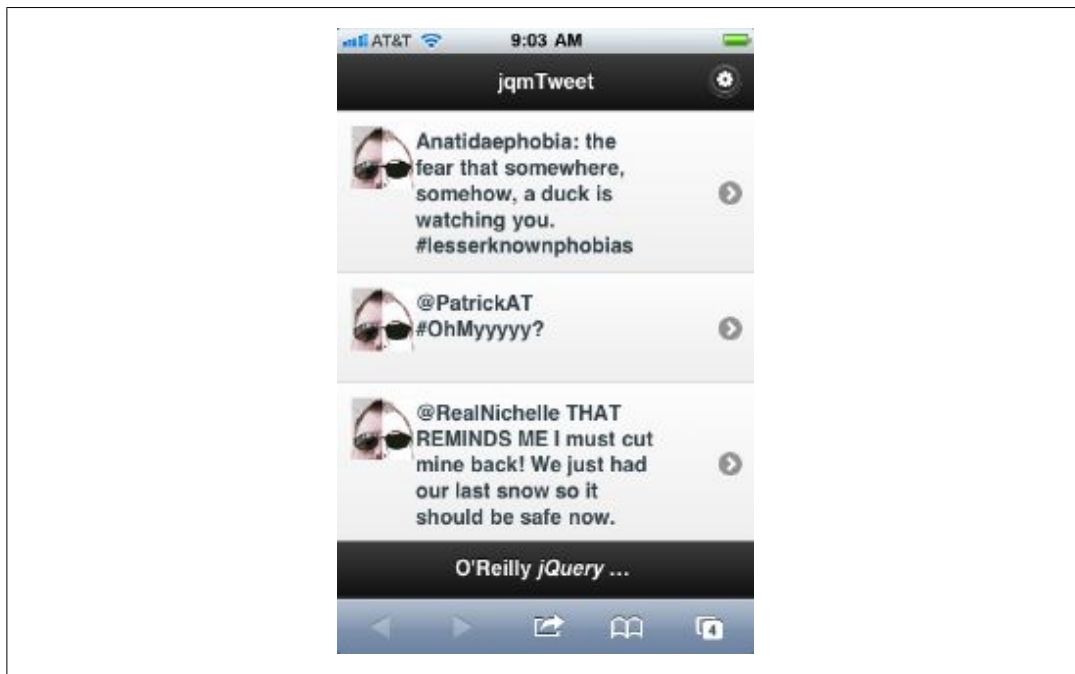 AT&T 9:03 AM
jqmTweet
Anatidaephobia: the
fear that somewhere,
somehow, a duck is
watching you.
#lesserknownphobias
@PatrickAT
#OhMyyyyy?
@RealNichelle THAT
REMINDS ME I must cut
mine back! We just had
our last snow so it
should be safe now.
O'Reilly jQuery ...
4